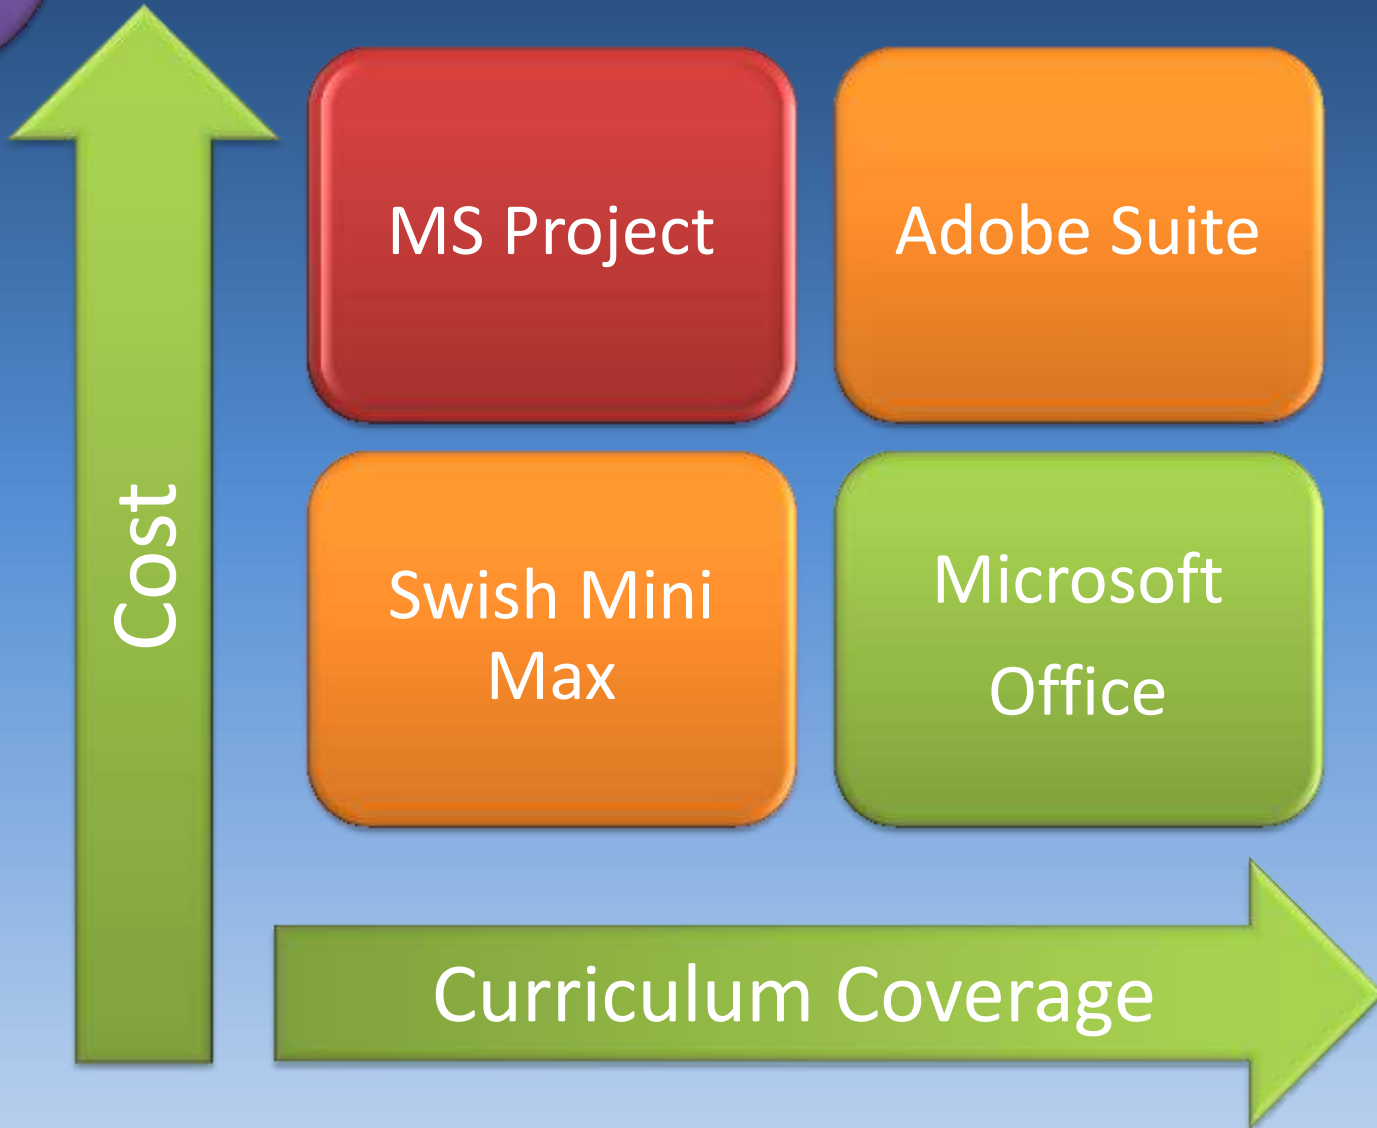 MS Project
Adobe Suite
Cost
Swish Mini
Max
Microsoft
Office
Curriculum Coverage